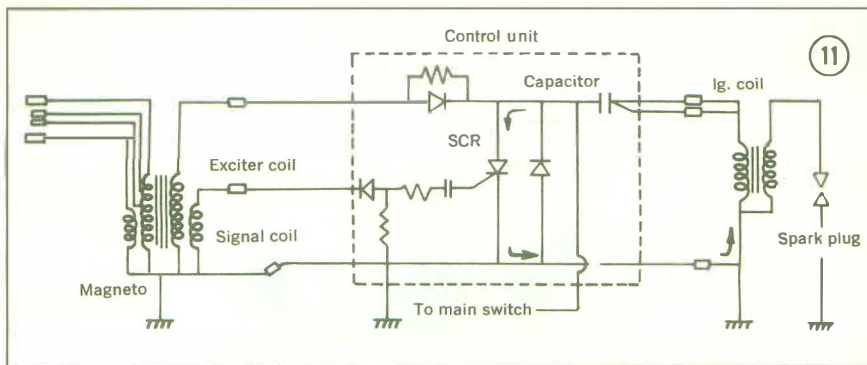 Control unit
11
Capacitor
Ig. coil
SCR
Exciter coil
Signal coil
Spark plug
Magneto
To main switch